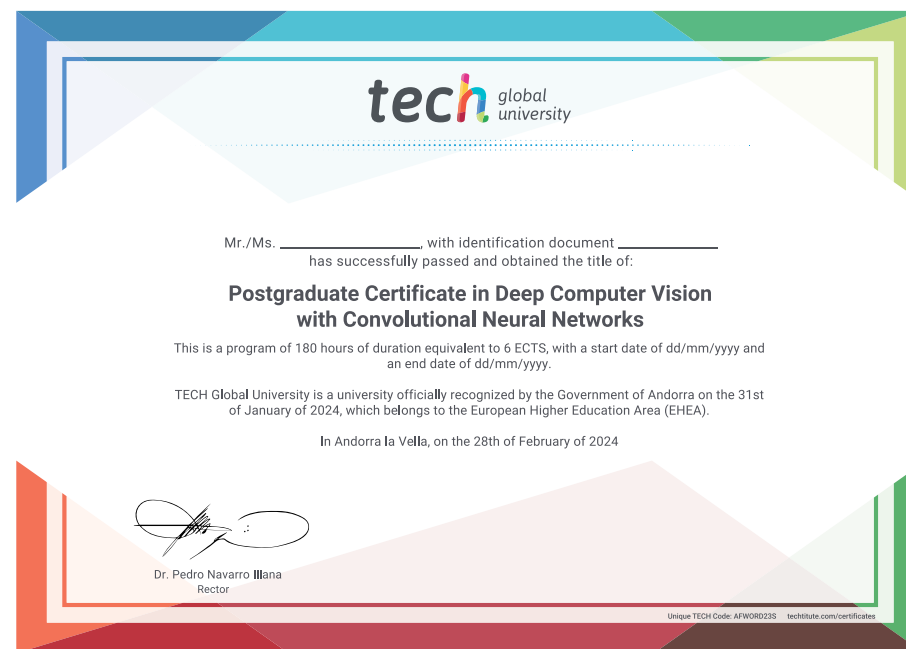 tech global
university
Mr./Ms. ____________________, with identification document ______________
has successfully passed and obtained the title of:
Postgraduate Certificate in Deep Computer Vision
with Convolutional Neural Networks
This is a program of 180 hours of duration equivalent to 6 ECTS, with a start date of dd/mm/yyyy and
an end date of dd/mm/yyyy.
TECH Global University is a university officially recognized by the Government of Andorra on the 31st
of January of 2024, which belongs to the European Higher Education Area (EHEA).
In Andorra la Vella, on the 28th of February of 2024
Dr. Pedro Navarro Illana
Rector
Unique TECH Code: AFWORD23S techtitute.com/certificates